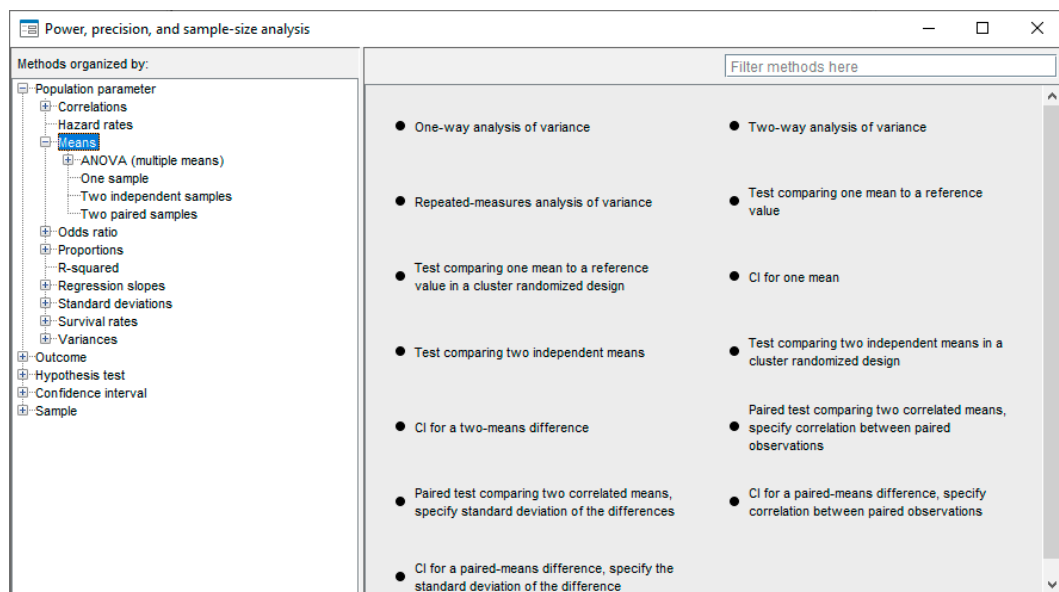 Power, precision, and sample-size analysis
Methods organized by:
Filter methods here
Population parameter
Correlations
Hazard rates
Means
ANOVA (multiple means)
One sample
Two independent samples
Two paired samples
Odds ratio
Proportions
R-squared
Regression slopes
Standard deviations
Survival rates
Variances
Outcome
Hypothesis test
Confidence interval
Sample
One-way analysis of variance
Two-way analysis of variance
Repeated-measures analysis of variance
Test comparing one mean to a reference
value
Test comparing one mean to a reference
value in a cluster randomized design
CI for one mean
Test comparing two independent means
Test comparing two independent means in a
cluster randomized design
CI for a two-means difference
Paired test comparing two correlated means,
specify correlation between paired
observations
Paired test comparing two correlated means,
specify standard deviation of the differences
CI for a paired-means difference, specify
correlation between paired observations
CI for a paired-means difference, specify the
standard deviation of the difference